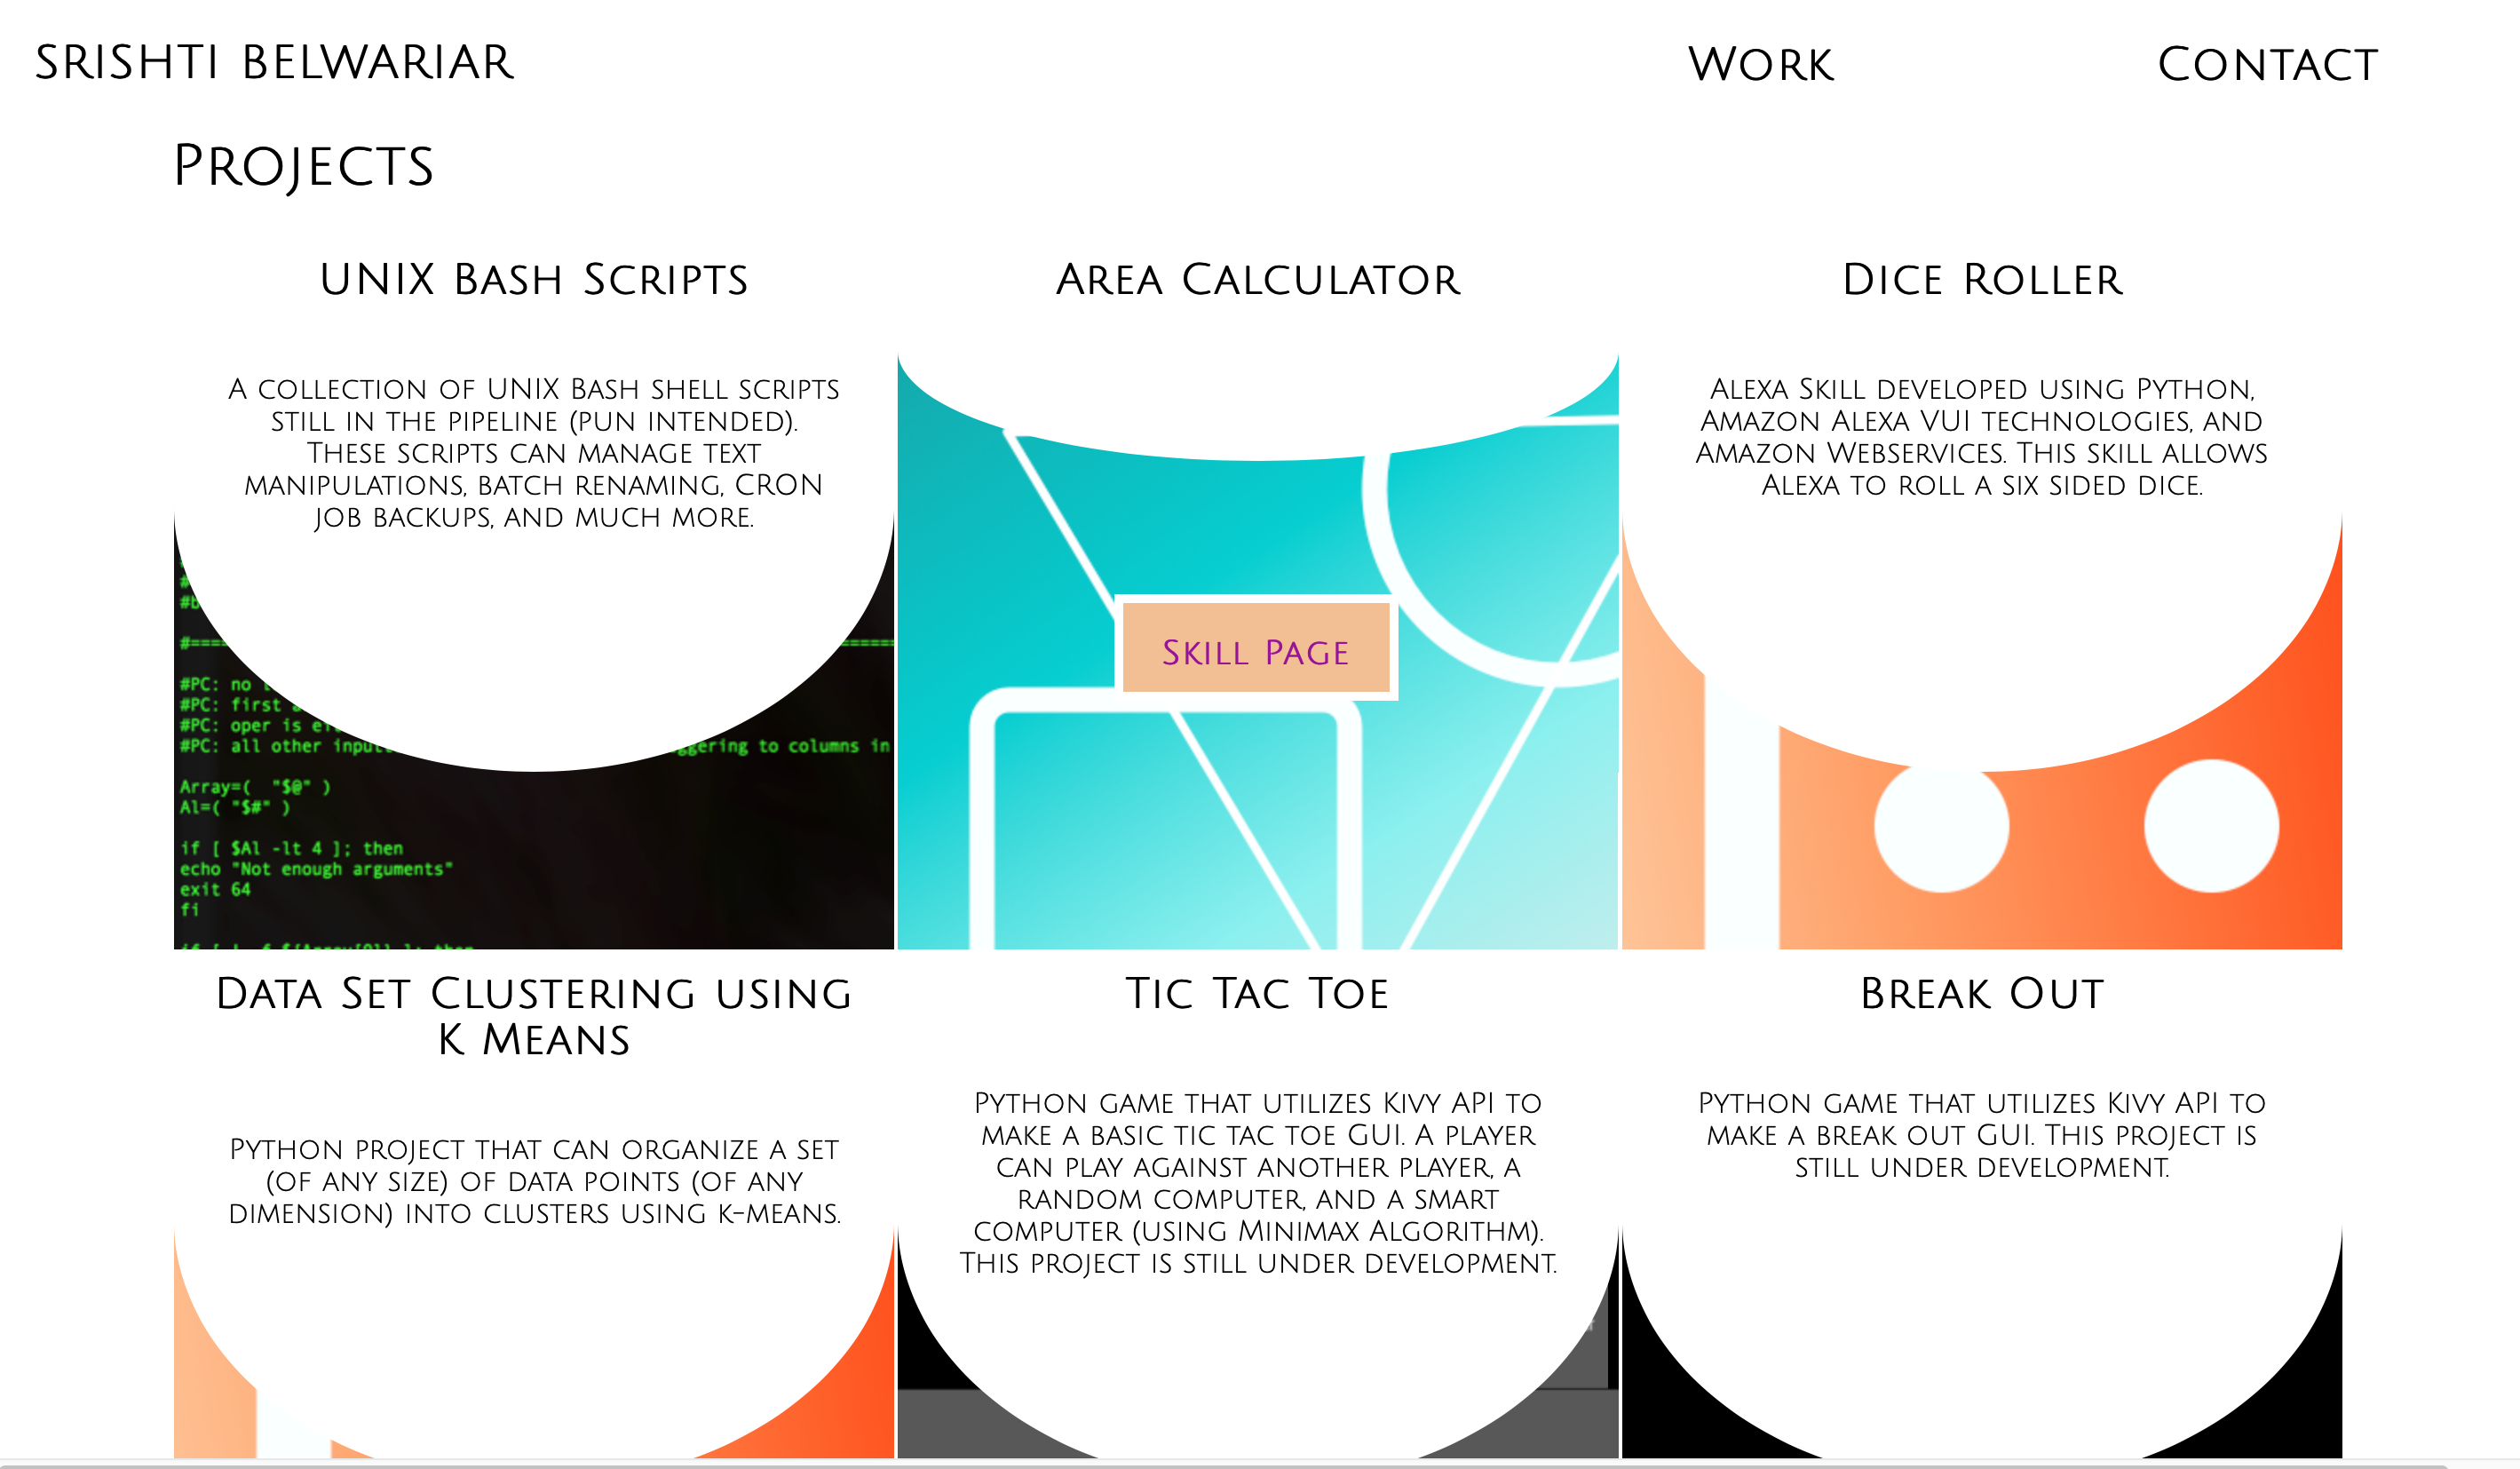 SRISHTI BELWARIAR
Work
Contact
Projects
UNIX Bash Scripts
A collection of UNIX Bash shell scripts
still in the pipeline (pun intended).
These scripts can manage text
manipulations, batch renaming, CRON
job backups, and much more.
#
#b
#====
#PC: no
#PC: first
#PC: oper is
#PC: all other input
ggering to columns in
Array=( "$@" )
Al=( "$#" )
if [ $Al -lt 4 ]; then
echo "Not enough arguments"
exit 64
fi
Area Calculator
Skill Page
Dice Roller
Alexa Skill developed using Python,
Amazon Alexa VUI technologies, and
Amazon Webservices. This skill allows
Alexa to roll a six sided dice.
Data Set Clustering using
K Means
Python project that can organize a set
(of any size) of data points (of any
dimension) into clusters using k-means.
Tic Tac Toe
Python game that utilizes Kivy API to
make a basic tic tac toe GUI. A player
can play against another player, a
random computer, and a smart
computer (using Minimax Algorithm).
This project is still under development.
Break Out
Python game that utilizes Kivy API to
make a break out GUI. This project is
still under development.